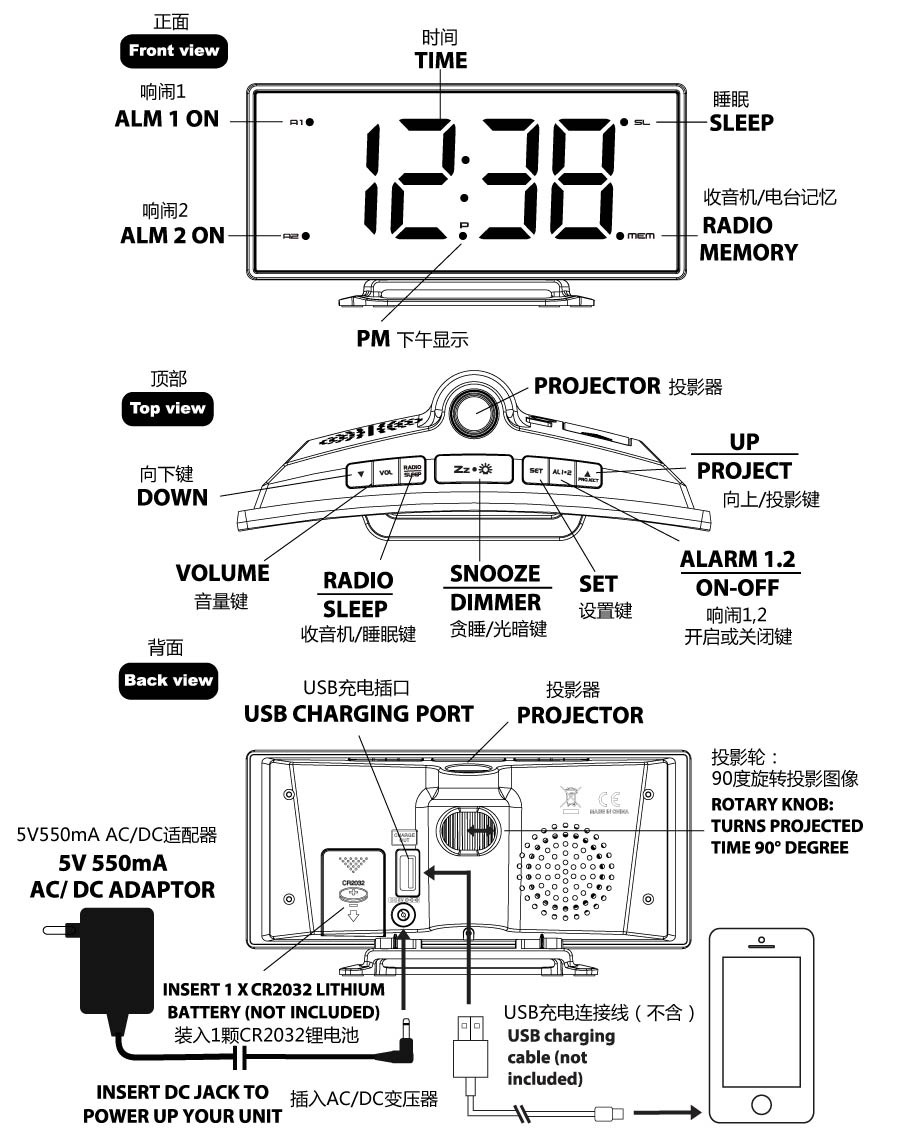 正面
Front view
时间
TIME
响闹1
ALM 1 ON
A1
12:38
SL
睡眠
SLEEP
响闹2
ALM 2 ON
A2
P
MEM
收音机/电台记忆
RADIO
MEMORY
PM 下午显示
顶部
Top view
PROJECTOR 投影器
UP
PROJECT
向上/投影键
向下键
DOWN
▼ VOL RADIO
SLEEP
Zz
SET AL 1•2 ▲
PROJECT
VOLUME
音量键
RADIO
SLEEP
收音机/睡眠键
SNOOZE
DIMMER
贪睡/光暗键
SET
设置键
ALARM 1.2
ON-OFF
响闹1,2
开启或关闭键
背面
Back view
USB充电插口
USB CHARGING PORT
投影器
PROJECTOR
投影轮：
90度旋转投影图像
ROTARY KNOB:
TURNS PROJECTED
TIME 90° DEGREE
CE
MADE IN CHINA
CHARGE
CR2032
5V550mA AC/DC适配器
5V 550mA
AC/ DC ADAPTOR
INSERT 1 X CR2032 LITHIUM
BATTERY (NOT INCLUDED)
装入1颗CR2032锂电池
USB充电连接线（不含）
USB charging
cable (not
included)
INSERT DC JACK TO
POWER UP YOUR UNIT
插入AC/DC变压器